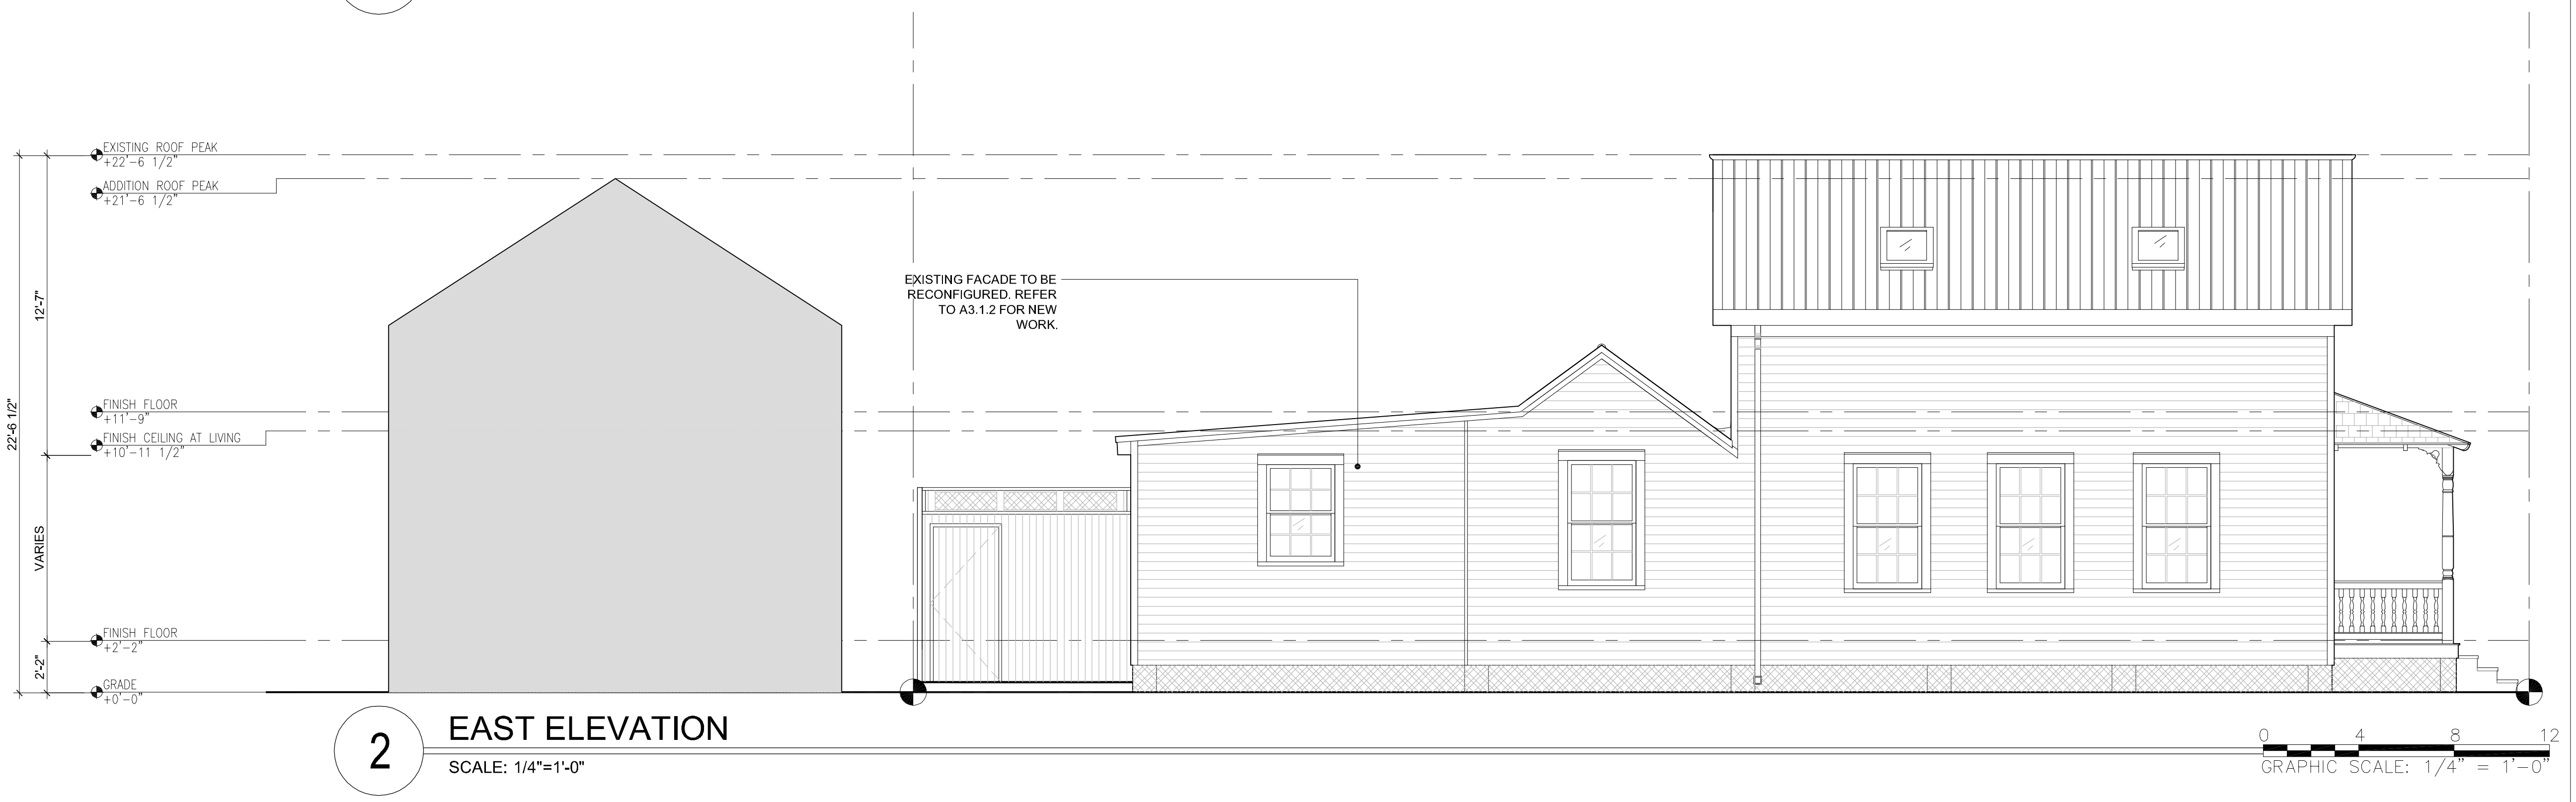 EXISTING ROOF PEAK
+22'-6 1/2"
ADDITION ROOF PEAK
+21'-6 1/2"
12'-7"
EXISTING FACADE TO BE
RECONFIGURED. REFER
TO A3.1.2 FOR NEW
WORK.
22'-6 1/2"
FINISH FLOOR
+11'-9"
FINISH CEILING AT LIVING
+10'-11 1/2"
VARIES
FINISH FLOOR
+2'-2"
2'-2"
GRADE
+0'-0"
2
EAST ELEVATION
SCALE: 1/4"=1'-0"
0 4 8 12
GRAPHIC SCALE: 1/4" = 1'-0"